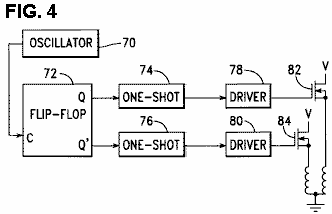 FIG. 4
OSCILLATOR 70
72 74 78 82 V
Q ONE-SHOT DRIVER
FLIP-FLOP 76 80 84 V
C Q' ONE-SHOT DRIVER